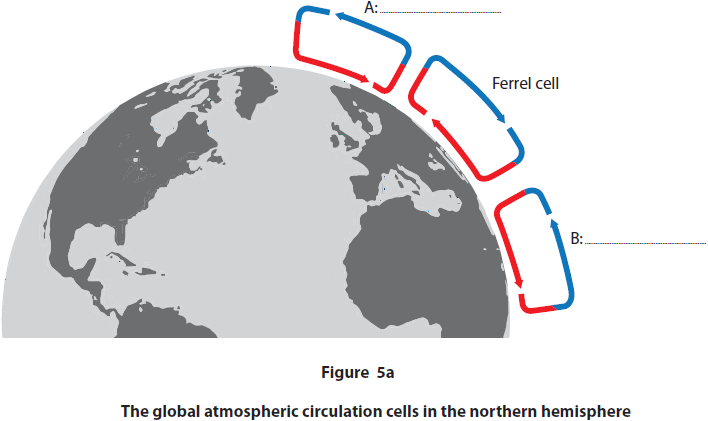 A:
Ferrel cell
B:
Figure 5a
The global atmospheric circulation cells in the northern hemisphere